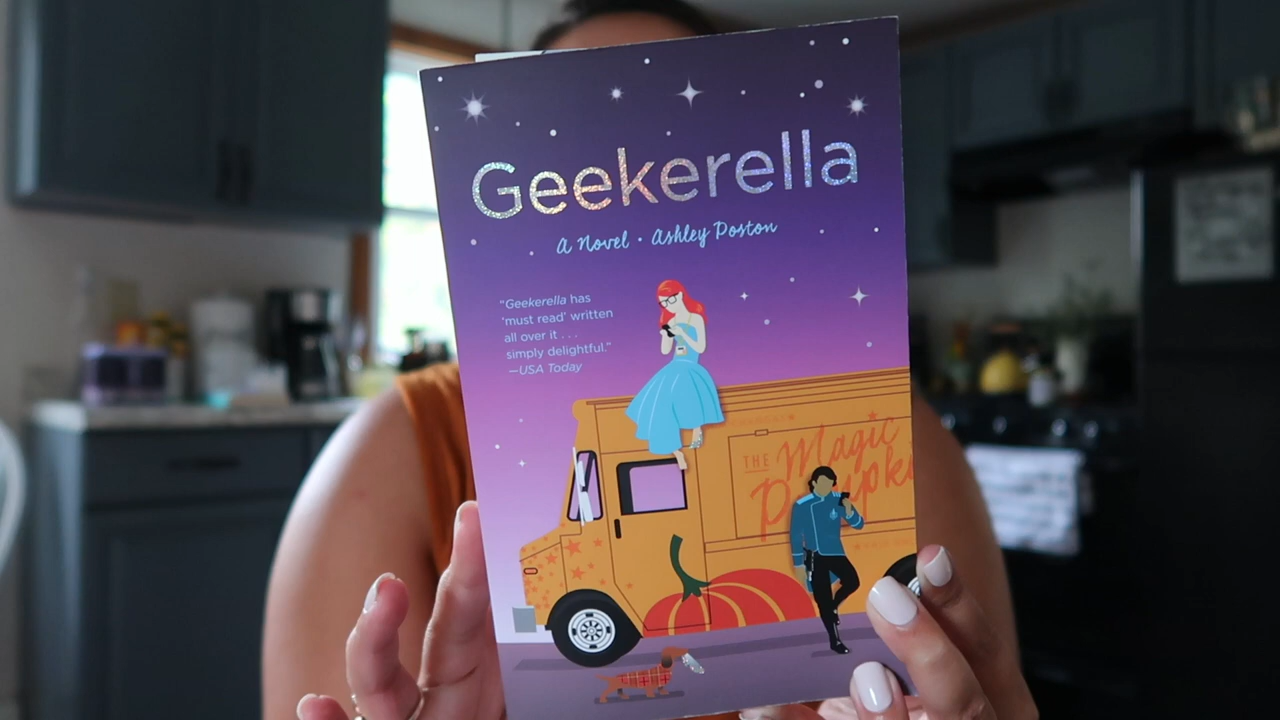 Geekerella
A Novel • Ashley Poston
"Geekerella has
'must read' written
all over it . . .
simply delightful."
—USA Today
THE Magic